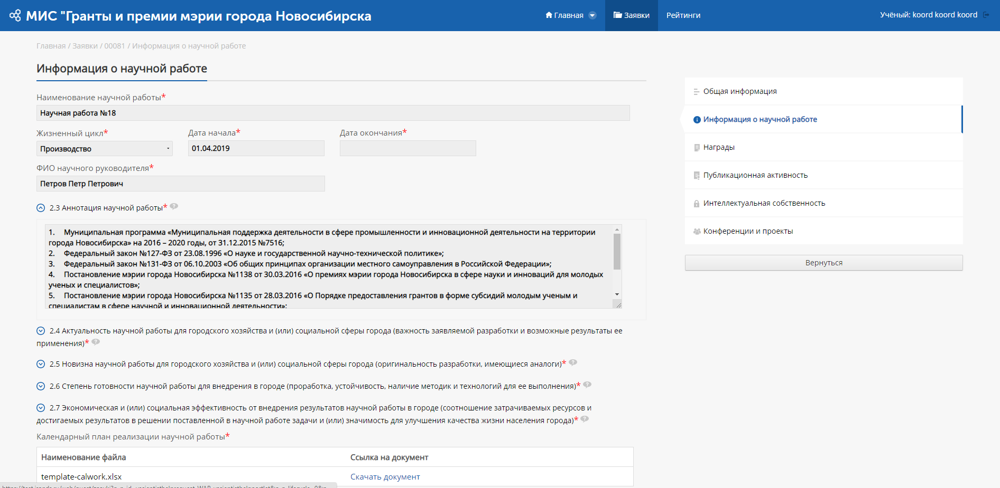 МИС "Гранты и премии мэрии города Новосибирска
Главная
Заявки
Рейтинги
Учёный: koord koord koord
Главная / Заявки / 00081 / Информация о научной работе
Информация о научной работе
Наименование научной работы*
Научная работа №18
Жизненный цикл*
Дата начала*
Дата окончания*
Производство
01.04.2019
ФИО научного руководителя*
Петров Петр Петрович
2.3 Аннотация научной работы*
1. Муниципальная программа «Муниципальная поддержка деятельности в сфере промышленности и инновационной деятельности на территории
города Новосибирска» на 2016 – 2020 годы, от 31.12.2015 №7516;
2. Федеральный закон №127-ФЗ от 23.08.1996 «О науке и государственной научно-технической политике»;
3. Федеральный закон №131-ФЗ от 06.10.2003 «Об общих принципах организации местного самоуправления в Российской Федерации»;
4. Постановление мэрии города Новосибирска №1138 от 30.03.2016 «О премиях мэрии города Новосибирска в сфере науки и инноваций для молодых
ученых и специалистов»;
5. Постановление мэрии города Новосибирска №1135 от 28.03.2016 «О Порядке предоставления грантов в форме субсидий молодым ученым и
специалистам в сфере научной и инновационной деятельности»;
2.4 Актуальность научной работы для городского хозяйства и (или) социальной сферы города (важность заявляемой разработки и возможные результаты ее
применения)*
2.5 Новизна научной работы для городского хозяйства и (или) социальной сферы города (оригинальность разработки, имеющиеся аналоги)*
2.6 Степень готовности научной работы для внедрения в городе (проработка, устойчивость, наличие методик и технологий для ее выполнения)*
2.7 Экономическая и (или) социальная эффективность от внедрения результатов научной работы в городе (соотношение затрачиваемых ресурсов и
достигаемых результатов в решении поставленной в научной работе задачи и (или) значимость для улучшения качества жизни населения города)*
Календарный план реализации научной работы*
Наименование файла
Ссылка на документ
template-calwork.xlsx
Скачать документ
Общая информация
Информация о научной работе
Награды
Публикационная активность
Интеллектуальная собственность
Конференции и проекты
Вернуться